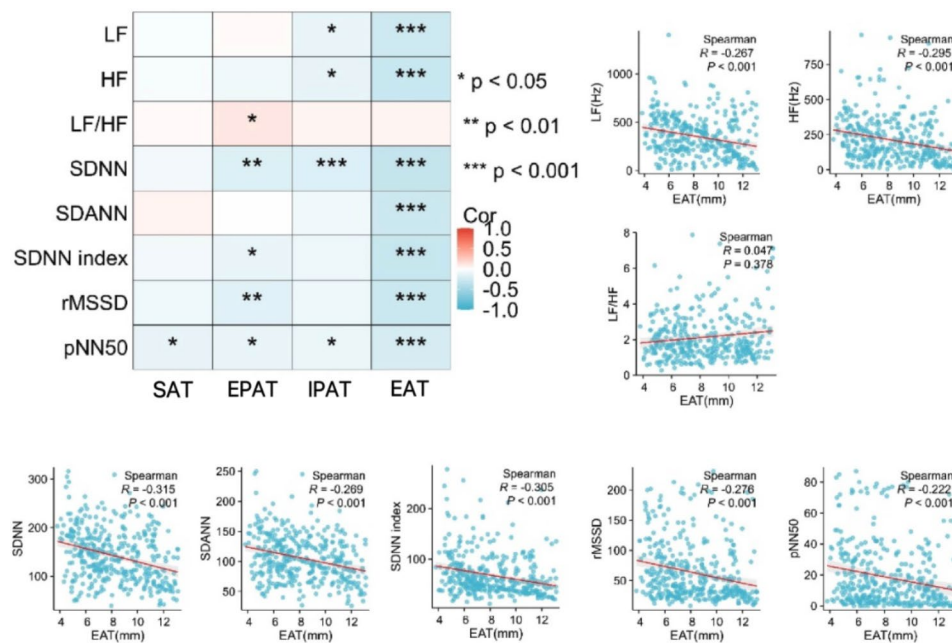 LF * ***
HF * ***
LF/HF *
SDNN ** *** ***
SDANN ***
SDNN index * ***
rMSSD ** ***
pNN50 * * * ***
SAT EPAT IPAT EAT
* p < 0.05
** p < 0.01
*** p < 0.001
Cor
1.0
0.5
0.0
-0.5
-1.0
Spearman
R = -0.267
P < 0.001
LF(Hz)
1000
500
0
4 6 8 10 12
EAT(mm)
Spearman
R = -0.295
P < 0.001
HF(Hz)
750
500
250
0
4 6 8 10 12
EAT(mm)
Spearman
R = 0.047
P = 0.378
LF/HF
8
6
4
2
0
4 6 8 10 12
EAT(mm)
Spearman
R = -0.315
P < 0.001
SDNN
300
200
100
4 6 8 10 12
EAT(mm)
Spearman
R = -0.269
P < 0.001
SDANN
250
200
150
100
50
4 6 8 10 12
EAT(mm)
Spearman
R = -0.305
P < 0.001
SDNN index
200
100
4 6 8 10 12
EAT(mm)
Spearman
R = -0.276
P < 0.001
rMSSD
200
150
100
50
4 6 8 10 12
EAT(mm)
Spearman
R = -0.222
P < 0.001
pNN50
80
60
40
20
0
4 6 8 10 12
EAT(mm)